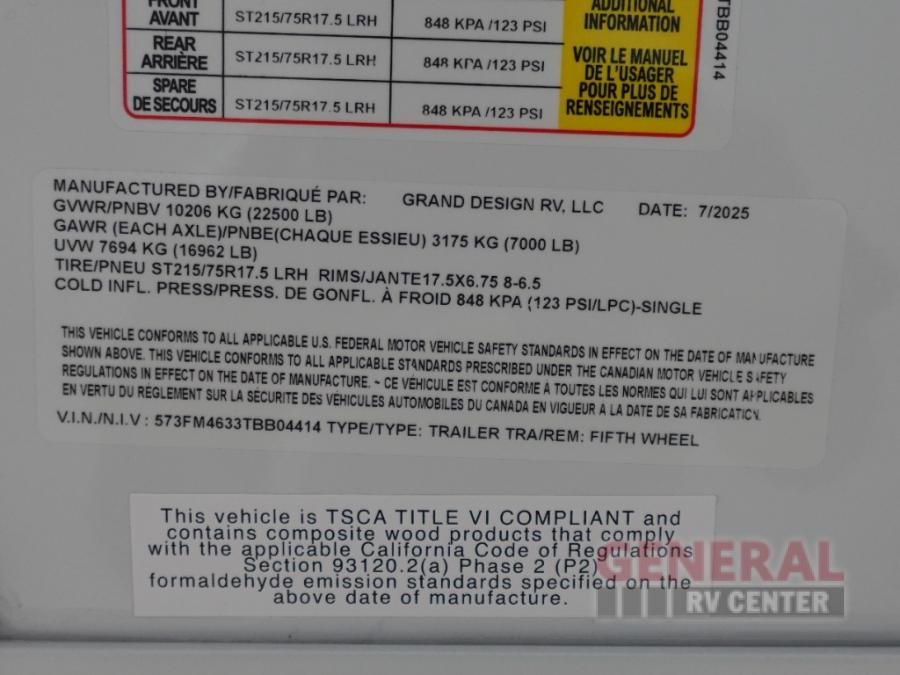 FRONT
AVANT ST215/75R17.5 LRH 848 KPA /123 PSI
REAR
ARRIÈRE ST215/75R17.5 LRH 848 KPA /123 PSI
SPARE
DE SECOURS ST215/75R17.5 LRH 848 KPA /123 PSI
ADDITIONAL
INFORMATION
VOIR LE MANUEL
DE L'USAGER
POUR PLUS DE
RENSEIGNEMENTS
TBB04414
MANUFACTURED BY/FABRIQUÉ PAR: GRAND DESIGN RV, LLC DATE: 7/2025
GVWR/PNBV 10206 KG (22500 LB)
GAWR (EACH AXLE)/PNBE(CHAQUE ESSIEU) 3175 KG (7000 LB)
UVW 7694 KG (16962 LB)
TIRE/PNEU ST215/75R17.5 LRH RIMS/JANTE17.5X6.75 8-6.5
COLD INFL. PRESS/PRESS. DE GONFL. À FROID 848 KPA (123 PSI/LPC)-SINGLE
THIS VEHICLE CONFORMS TO ALL APPLICABLE U.S. FEDERAL MOTOR VEHICLE SAFETY STANDARDS IN EFFECT ON THE DATE OF MANUFACTURE
SHOWN ABOVE. THIS VEHICLE CONFORMS TO ALL APPLICABLE STANDARDS PRESCRIBED UNDER THE CANADIAN MOTOR VEHICLE SAFETY
REGULATIONS IN EFFECT ON THE DATE OF MANUFACTURE. ~ CE VÉHICULE EST CONFORME À TOUTES LES NORMES QUI LUI SONT APPLICABLES
EN VERTU DU RÈGLEMENT SUR LA SÉCURITE DES VÉHICULES AUTOMOBILES DU CANADA EN VIGUEUR A LA DATE DE SA FABRICATION.
V.I.N./N.I.V : 573FM4633TBB04414 TYPE/TYPE: TRAILER TRA/REM: FIFTH WHEEL
This vehicle is TSCA TITLE VI COMPLIANT and
contains composite wood products that comply
with the applicable California Code of Regulations
Section 93120.2(a) Phase 2 (P2)
formaldehyde emission standards specified on the
above date of manufacture.
GENERAL
RV CENTER